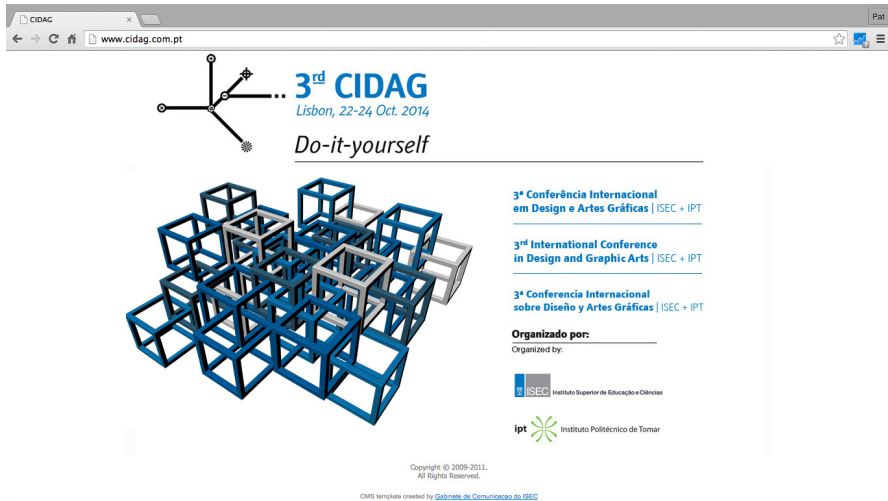 CIDAG
Pat
www.cidag.com.pt
3rd CIDAG
Lisbon, 22-24 Oct. 2014
Do-it-yourself
3ª Conferência Internacional
em Design e Artes Gráficas | ISEC + IPT
3rd International Conference
in Design and Graphic Arts | ISEC + IPT
3ª Conferencia Internacional
sobre Diseño y Artes Gráficas | ISEC + IPT
Organizado por:
Organized by:
ISEC Instituto Superior de Educação e Ciências
ipt Instituto Politécnico de Tomar
Copyright © 2009-2011.
All Rights Reserved.
CMS template created by Gabinete de Comunicacao do ISEC